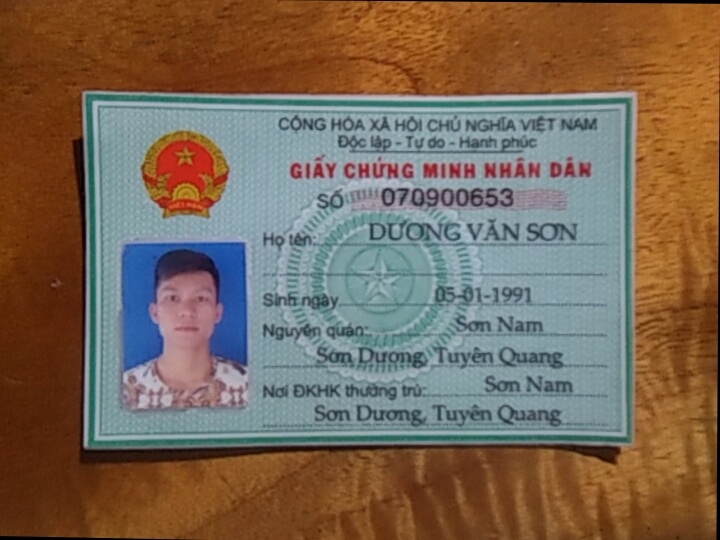 CỘNG HÒA XÃ HỘI CHỦ NGHĨA VIỆT NAM
Độc lập - Tự do - Hạnh phúc
GIẤY CHỨNG MINH NHÂN DÂN
SỐ 070900653
Họ tên: DƯƠNG VĂN SƠN
Sinh ngày 05-01-1991
Nguyên quán: Sơn Nam
Sơn Dương, Tuyên Quang
Nơi ĐKHK thường trú: Sơn Nam
Sơn Dương, Tuyên Quang
VIỆT NAM